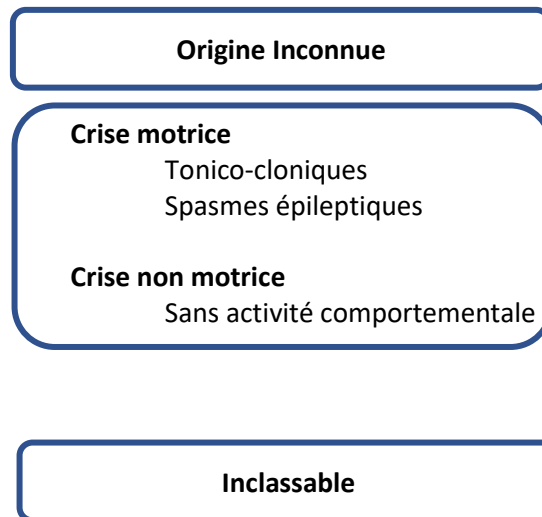 Origine Inconnue
Crise motrice
Tonico-cloniques
Spasmes épileptiques
Crise non motrice
Sans activité comportementale
Inclassable